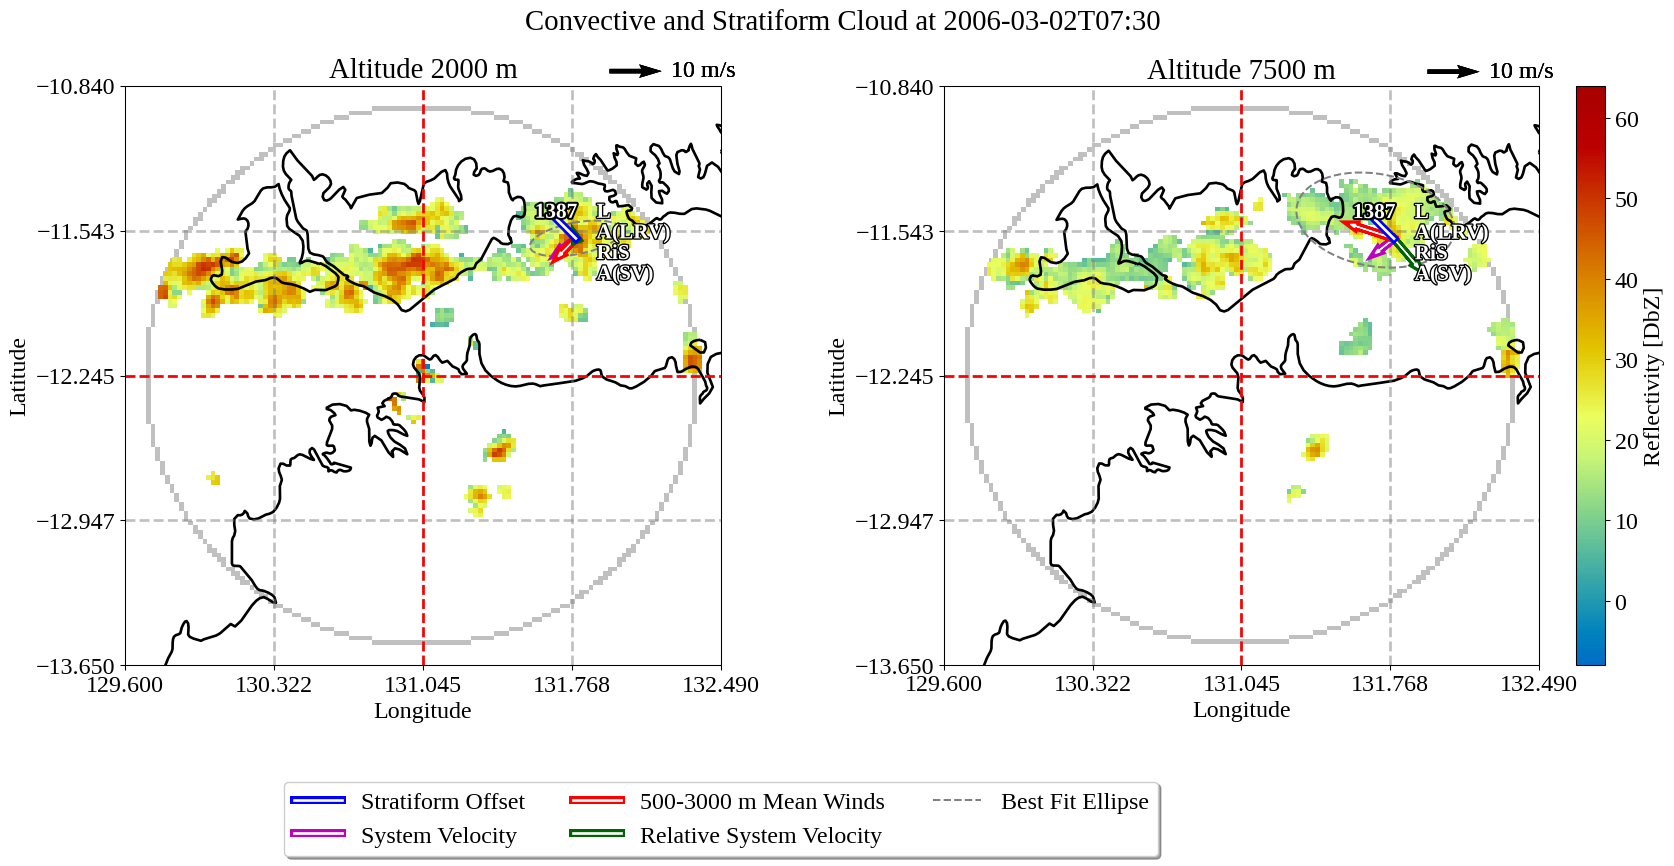 Convective and Stratiform Cloud at 2006-03-02T07:30
Altitude 2000 m
10 m/s
Altitude 7500 m
10 m/s
−10.840
−11.543
−12.245
−12.947
−13.650
Latitude
129.600
130.322
131.045
131.768
132.490
Longitude
1387
L
A(LRV)
RiS
A(SV)
−10.840
−11.543
−12.245
−12.947
−13.650
Latitude
129.600
130.322
131.045
131.768
132.490
Longitude
1387
L
A(LRV)
RiS
A(SV)
60
50
40
30
20
10
0
Reflectivity [DbZ]
Stratiform Offset
System Velocity
500-3000 m Mean Winds
Relative System Velocity
Best Fit Ellipse